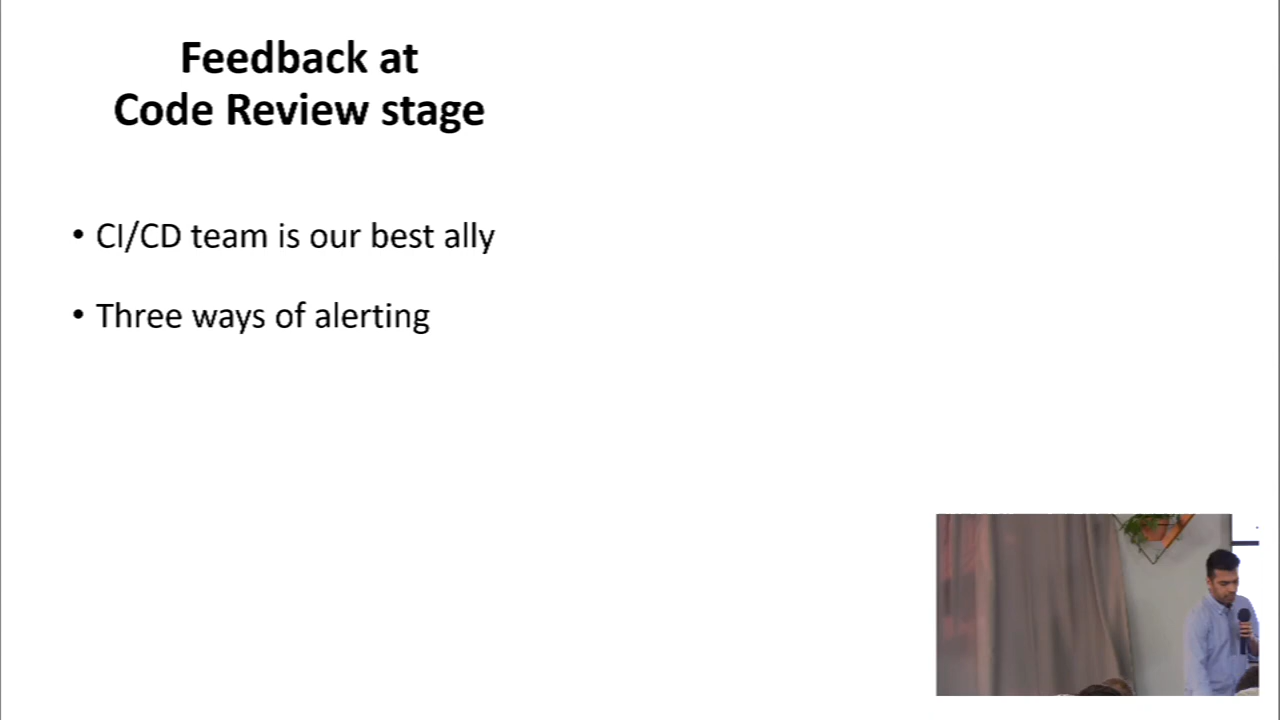 Feedback at
Code Review stage
• CI/CD team is our best ally
• Three ways of alerting